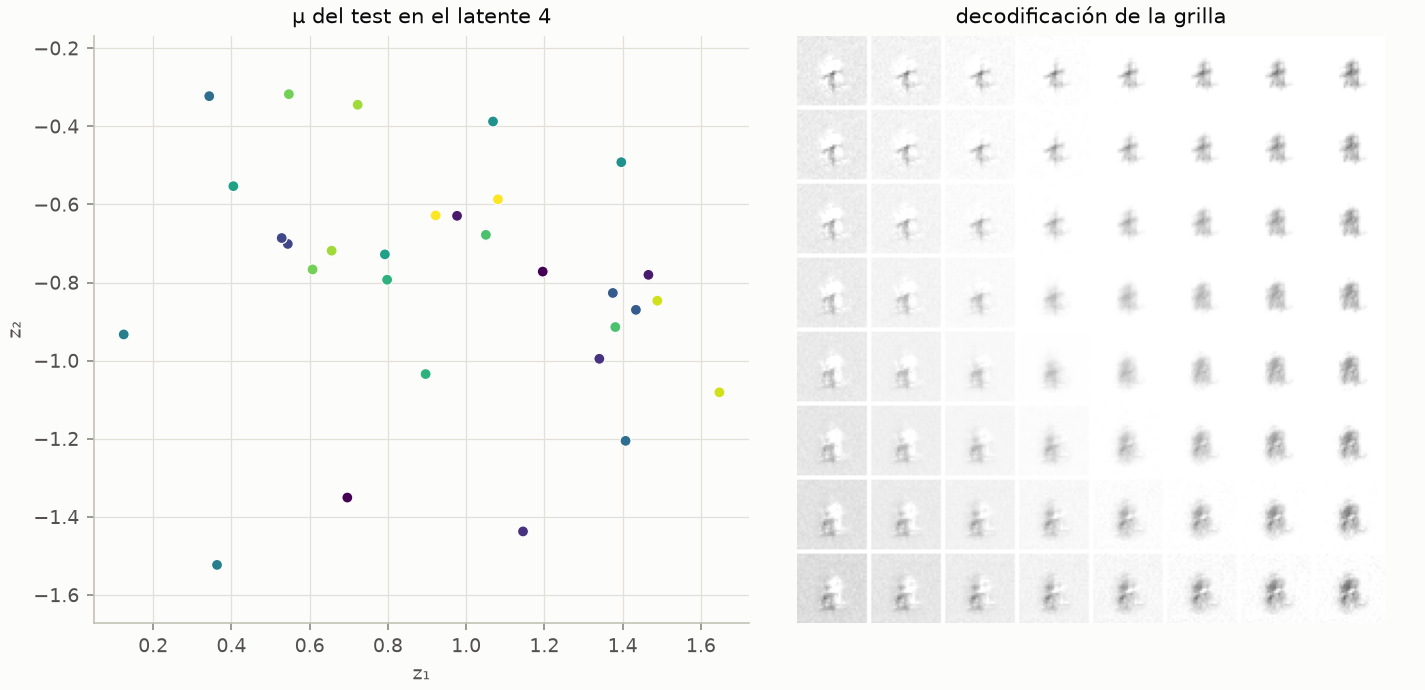 μ del test en el latente 4
decodificación de la grilla
−0.2
−0.4
−0.6
−0.8
−1.0
−1.2
−1.4
−1.6
z₂
0.2 0.4 0.6 0.8 1.0 1.2 1.4 1.6
z₁